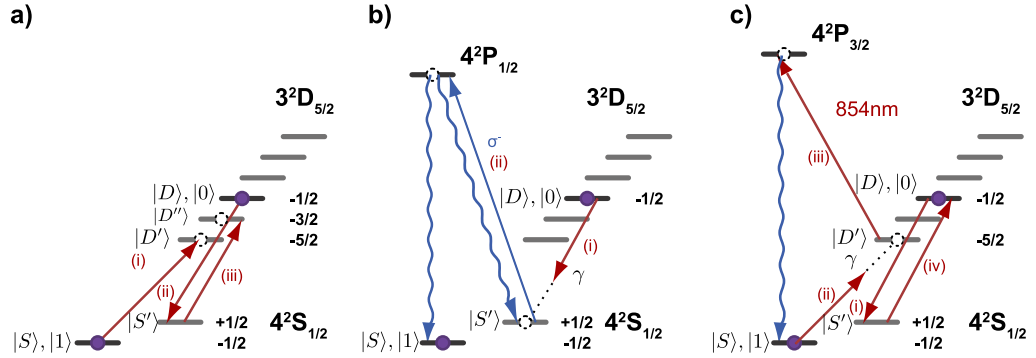 a)
3²D5/2
|D⟩, |0⟩ -1/2
|D''⟩ -3/2
|D'⟩ -5/2
(i)
(ii)
(iii)
+1/2 4²S1/2
|S⟩, |1⟩ -1/2
b)
4²P1/2
3²D5/2
σ-
(ii)
|D⟩, |0⟩ -1/2
(i)
γ
|S'⟩ +1/2 4²S1/2
|S⟩, |1⟩ -1/2
c)
4²P3/2
3²D5/2
854nm
(iii)
|D⟩, |0⟩ -1/2
|D'⟩ -5/2
γ
(ii) (i) (iv)
|S'⟩ +1/2 4²S1/2
|S⟩, |1⟩ -1/2